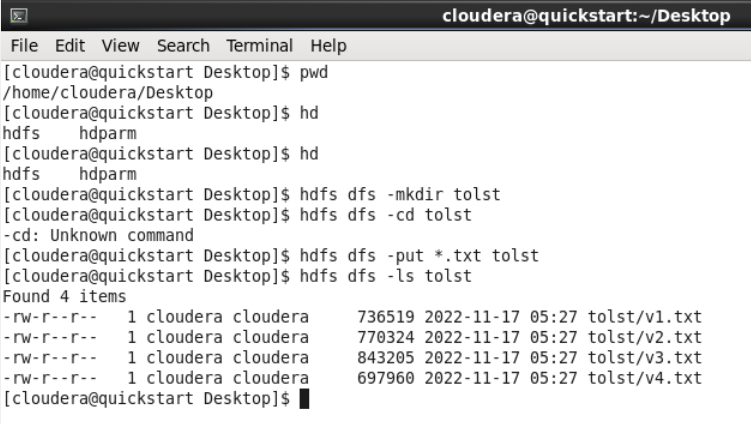 cloudera@quickstart:~/Desktop
File Edit View Search Terminal Help
[cloudera@quickstart Desktop]$ pwd
/home/cloudera/Desktop
[cloudera@quickstart Desktop]$ hd
hdfs    hdparm
[cloudera@quickstart Desktop]$ hd
hdfs    hdparm
[cloudera@quickstart Desktop]$ hdfs dfs -mkdir tolst
[cloudera@quickstart Desktop]$ hdfs dfs -cd tolst
-cd: Unknown command
[cloudera@quickstart Desktop]$ hdfs dfs -put *.txt tolst
[cloudera@quickstart Desktop]$ hdfs dfs -ls tolst
Found 4 items
-rw-r--r--   1 cloudera cloudera     736519 2022-11-17 05:27 tolst/v1.txt
-rw-r--r--   1 cloudera cloudera     770324 2022-11-17 05:27 tolst/v2.txt
-rw-r--r--   1 cloudera cloudera     843205 2022-11-17 05:27 tolst/v3.txt
-rw-r--r--   1 cloudera cloudera     697960 2022-11-17 05:27 tolst/v4.txt
[cloudera@quickstart Desktop]$